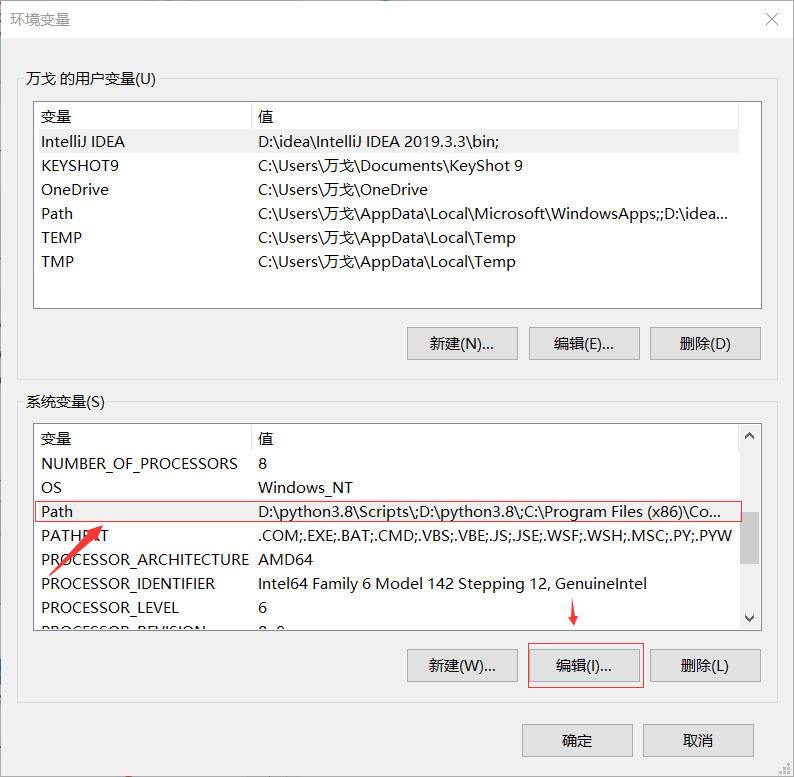 环境变量
万戈 的用户变量(U)
变量 值
IntelliJ IDEA D:\idea\IntelliJ IDEA 2019.3.3\bin;
KEYSHOT9 C:\Users\万戈\Documents\KeyShot 9
OneDrive C:\Users\万戈\OneDrive
Path C:\Users\万戈\AppData\Local\Microsoft\WindowsApps;;D:\idea...
TEMP C:\Users\万戈\AppData\Local\Temp
TMP C:\Users\万戈\AppData\Local\Temp
新建(N)... 编辑(E)... 删除(D)
系统变量(S)
变量 值
NUMBER_OF_PROCESSORS 8
OS Windows_NT
Path D:\python3.8\Scripts\;D:\python3.8\;C:\Program Files (x86)\Co...
PATHEXT .COM;.EXE;.BAT;.CMD;.VBS;.VBE;.JS;.JSE;.WSF;.WSH;.MSC;.PY;.PYW
PROCESSOR_ARCHITECTURE AMD64
PROCESSOR_IDENTIFIER Intel64 Family 6 Model 142 Stepping 12, GenuineIntel
PROCESSOR_LEVEL 6
新建(W)... 编辑(I)... 删除(L)
确定 取消